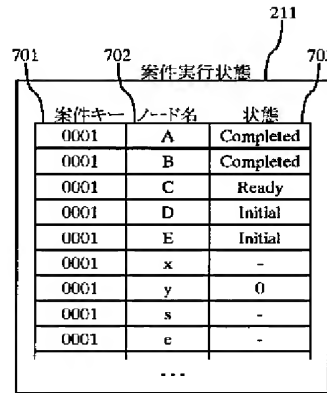 211
701 702 案件実行状態 70
案件キー ノード名 状態
0001 A Completed
0001 B Completed
0001 C Ready
0001 D Initial
0001 E Initial
0001 x -
0001 y 0
0001 s -
0001 e -
...